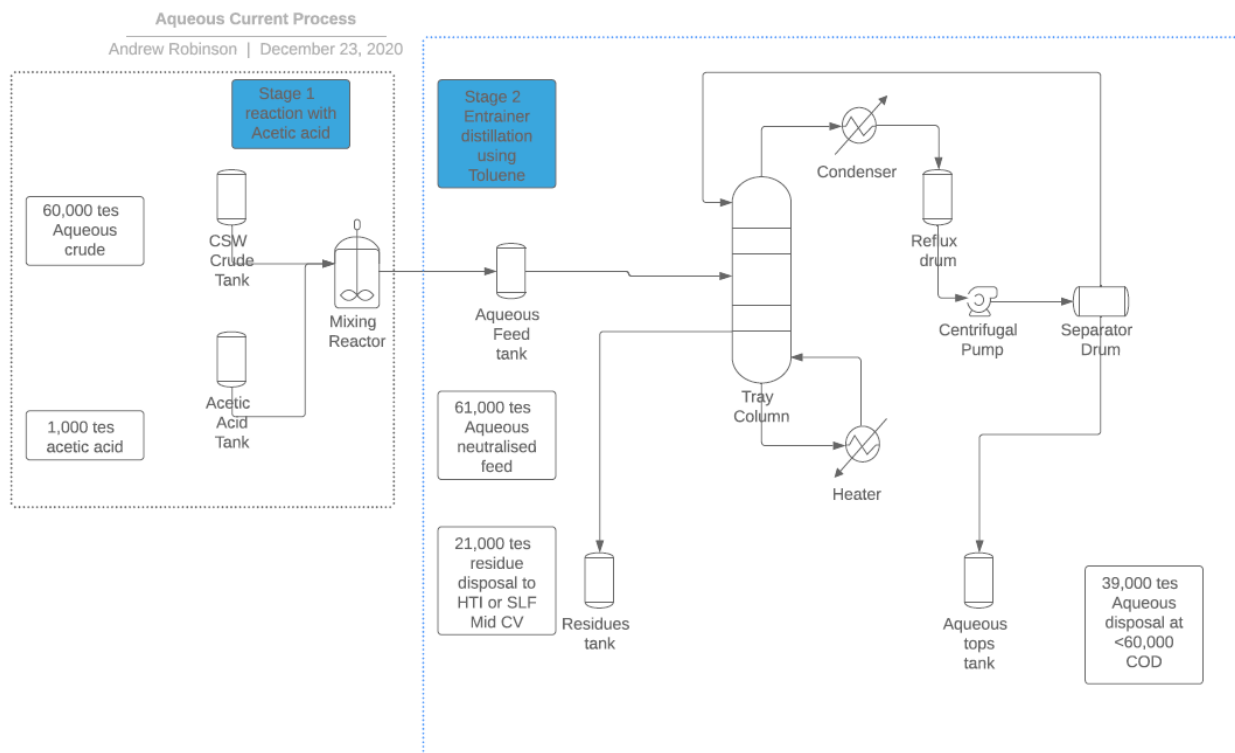 Aqueous Current Process
Andrew Robinson | December 23, 2020
Stage 1
reaction with
Acetic acid
60,000 tes
Aqueous
crude
CSW
Crude
Tank
Mixing
Reactor
Acetic
Acid
Tank
1,000 tes
acetic acid
Stage 2
Entrainer
distillation
using
Toluene
Aqueous
Feed
tank
61,000 tes
Aqueous
neutralised
feed
21,000 tes
residue
disposal to
HTI or SLF
Mid CV
Residues
tank
Tray
Column
Condenser
Reflux
drum
Centrifugal
Pump
Separator
Drum
Heater
Aqueous
tops
tank
39,000 tes
Aqueous
disposal at
<60,000
COD